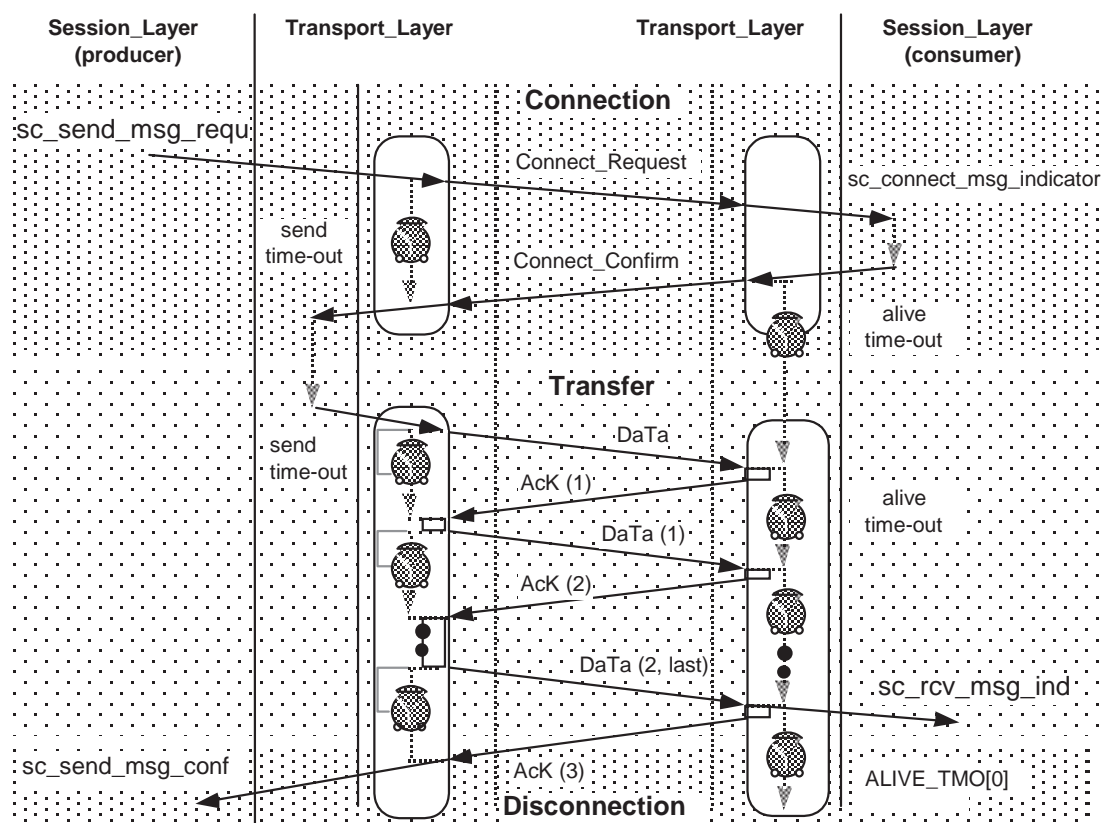 Session_Layer
(producer)
Transport_Layer
Transport_Layer
Session_Layer
(consumer)
Connection
sc_send_msg_requ
Connect_Request
sc_connect_msg_indicator
send
time-out
Connect_Confirm
alive
time-out
Transfer
send
time-out
DaTa
AcK (1)
alive
time-out
DaTa (1)
AcK (2)
DaTa (2, last)
sc_rcv_msg_ind
sc_send_msg_conf
AcK (3)
ALIVE_TMO[0]
Disconnection